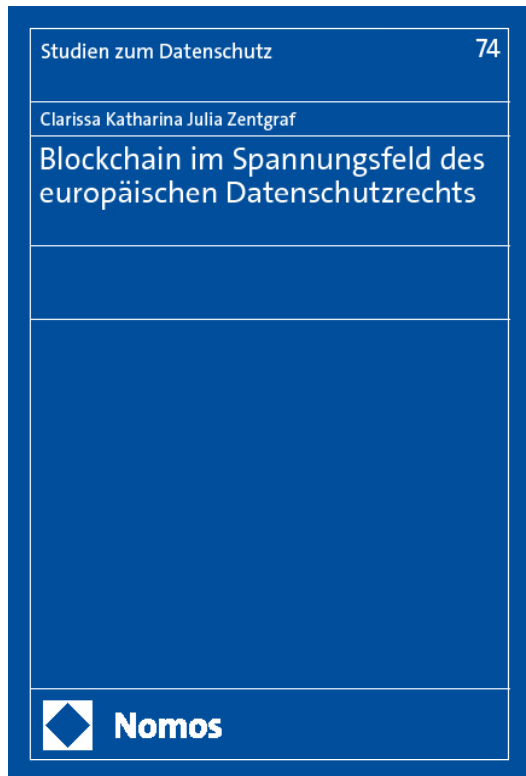 Studien zum Datenschutz 74
Clarissa Katharina Julia Zentgraf
Blockchain im Spannungsfeld des
europäischen Datenschutzrechts
Nomos